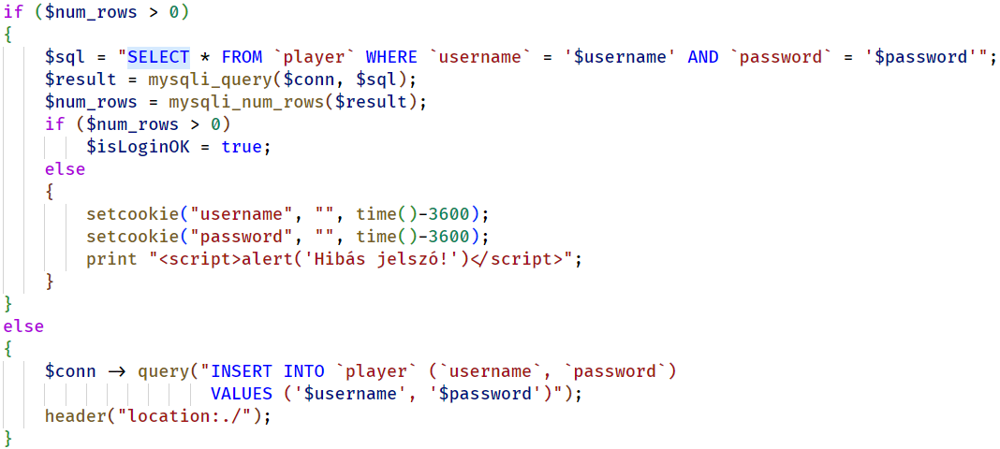 if ($num_rows > 0)
{
    $sql = "SELECT * FROM `player` WHERE `username` = '$username' AND `password` = '$password'";
    $result = mysqli_query($conn, $sql);
    $num_rows = mysqli_num_rows($result);
    if ($num_rows > 0)
        $isLoginOK = true;
    else
    {
        setcookie("username", "", time()-3600);
        setcookie("password", "", time()-3600);
        print "<script>alert('Hibás jelszó!')</script>";
    }
}
else
{
    $conn -> query("INSERT INTO `player` (`username`, `password`)
                    VALUES ('$username', '$password')");
    header("location:./");
}